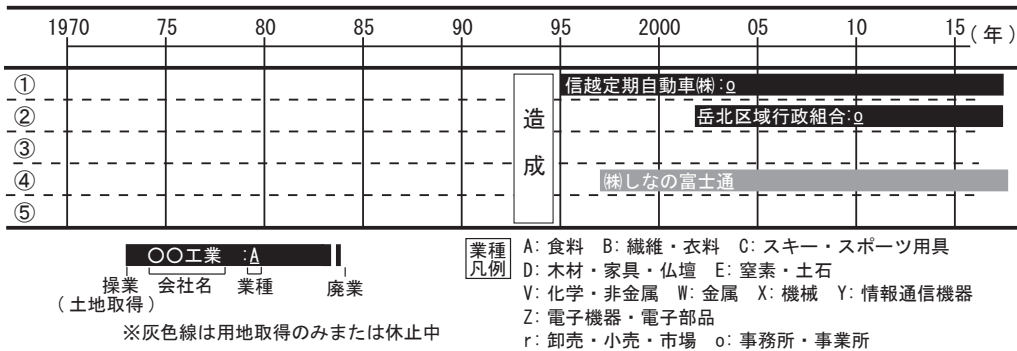 1970 75 80 85 90 95 2000 05 10 15(年)
① 信越定期自動車㈱:o
② 岳北区域行政組合:o
③
④ ㈱しなの富士通
⑤
造成
〇〇工業 :A
操業 会社名 業種 廃業
(土地取得)
※灰色線は用地取得のみまたは休止中
業種凡例
A: 食料 B: 繊維・衣料 C: スキー・スポーツ用具
D: 木材・家具・仏壇 E: 窒素・土石
V: 化学・非金属 W: 金属 X: 機械 Y: 情報通信機器
Z: 電子機器・電子部品
r: 卸売・小売・市場 o: 事務所・事業所